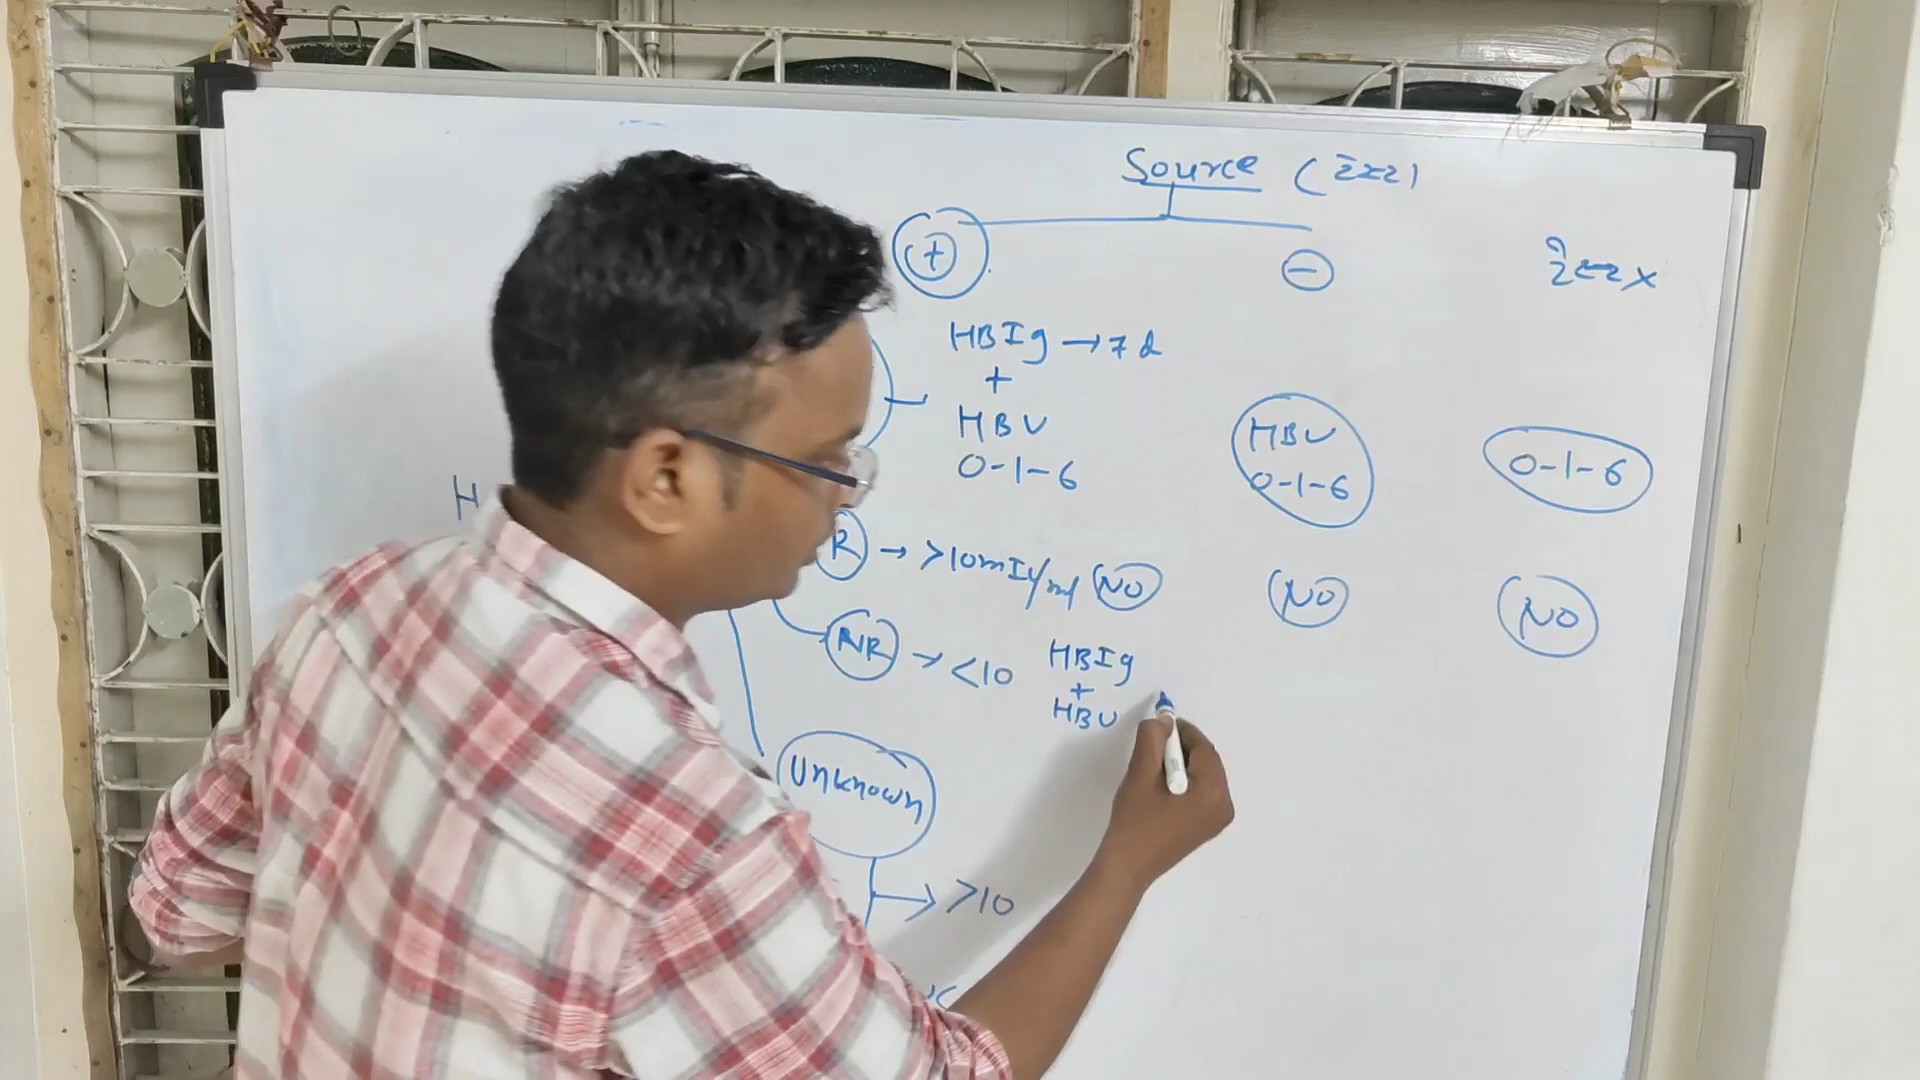 Source (
+
-
HBIg → 7d
+
HBV
0-1-6
HBV
0-1-6
0-1-6
H
R → >10mIU/ml NO
NO
NO
NR → <10
HBIg
+
HBV
Unknown
→ >10
<